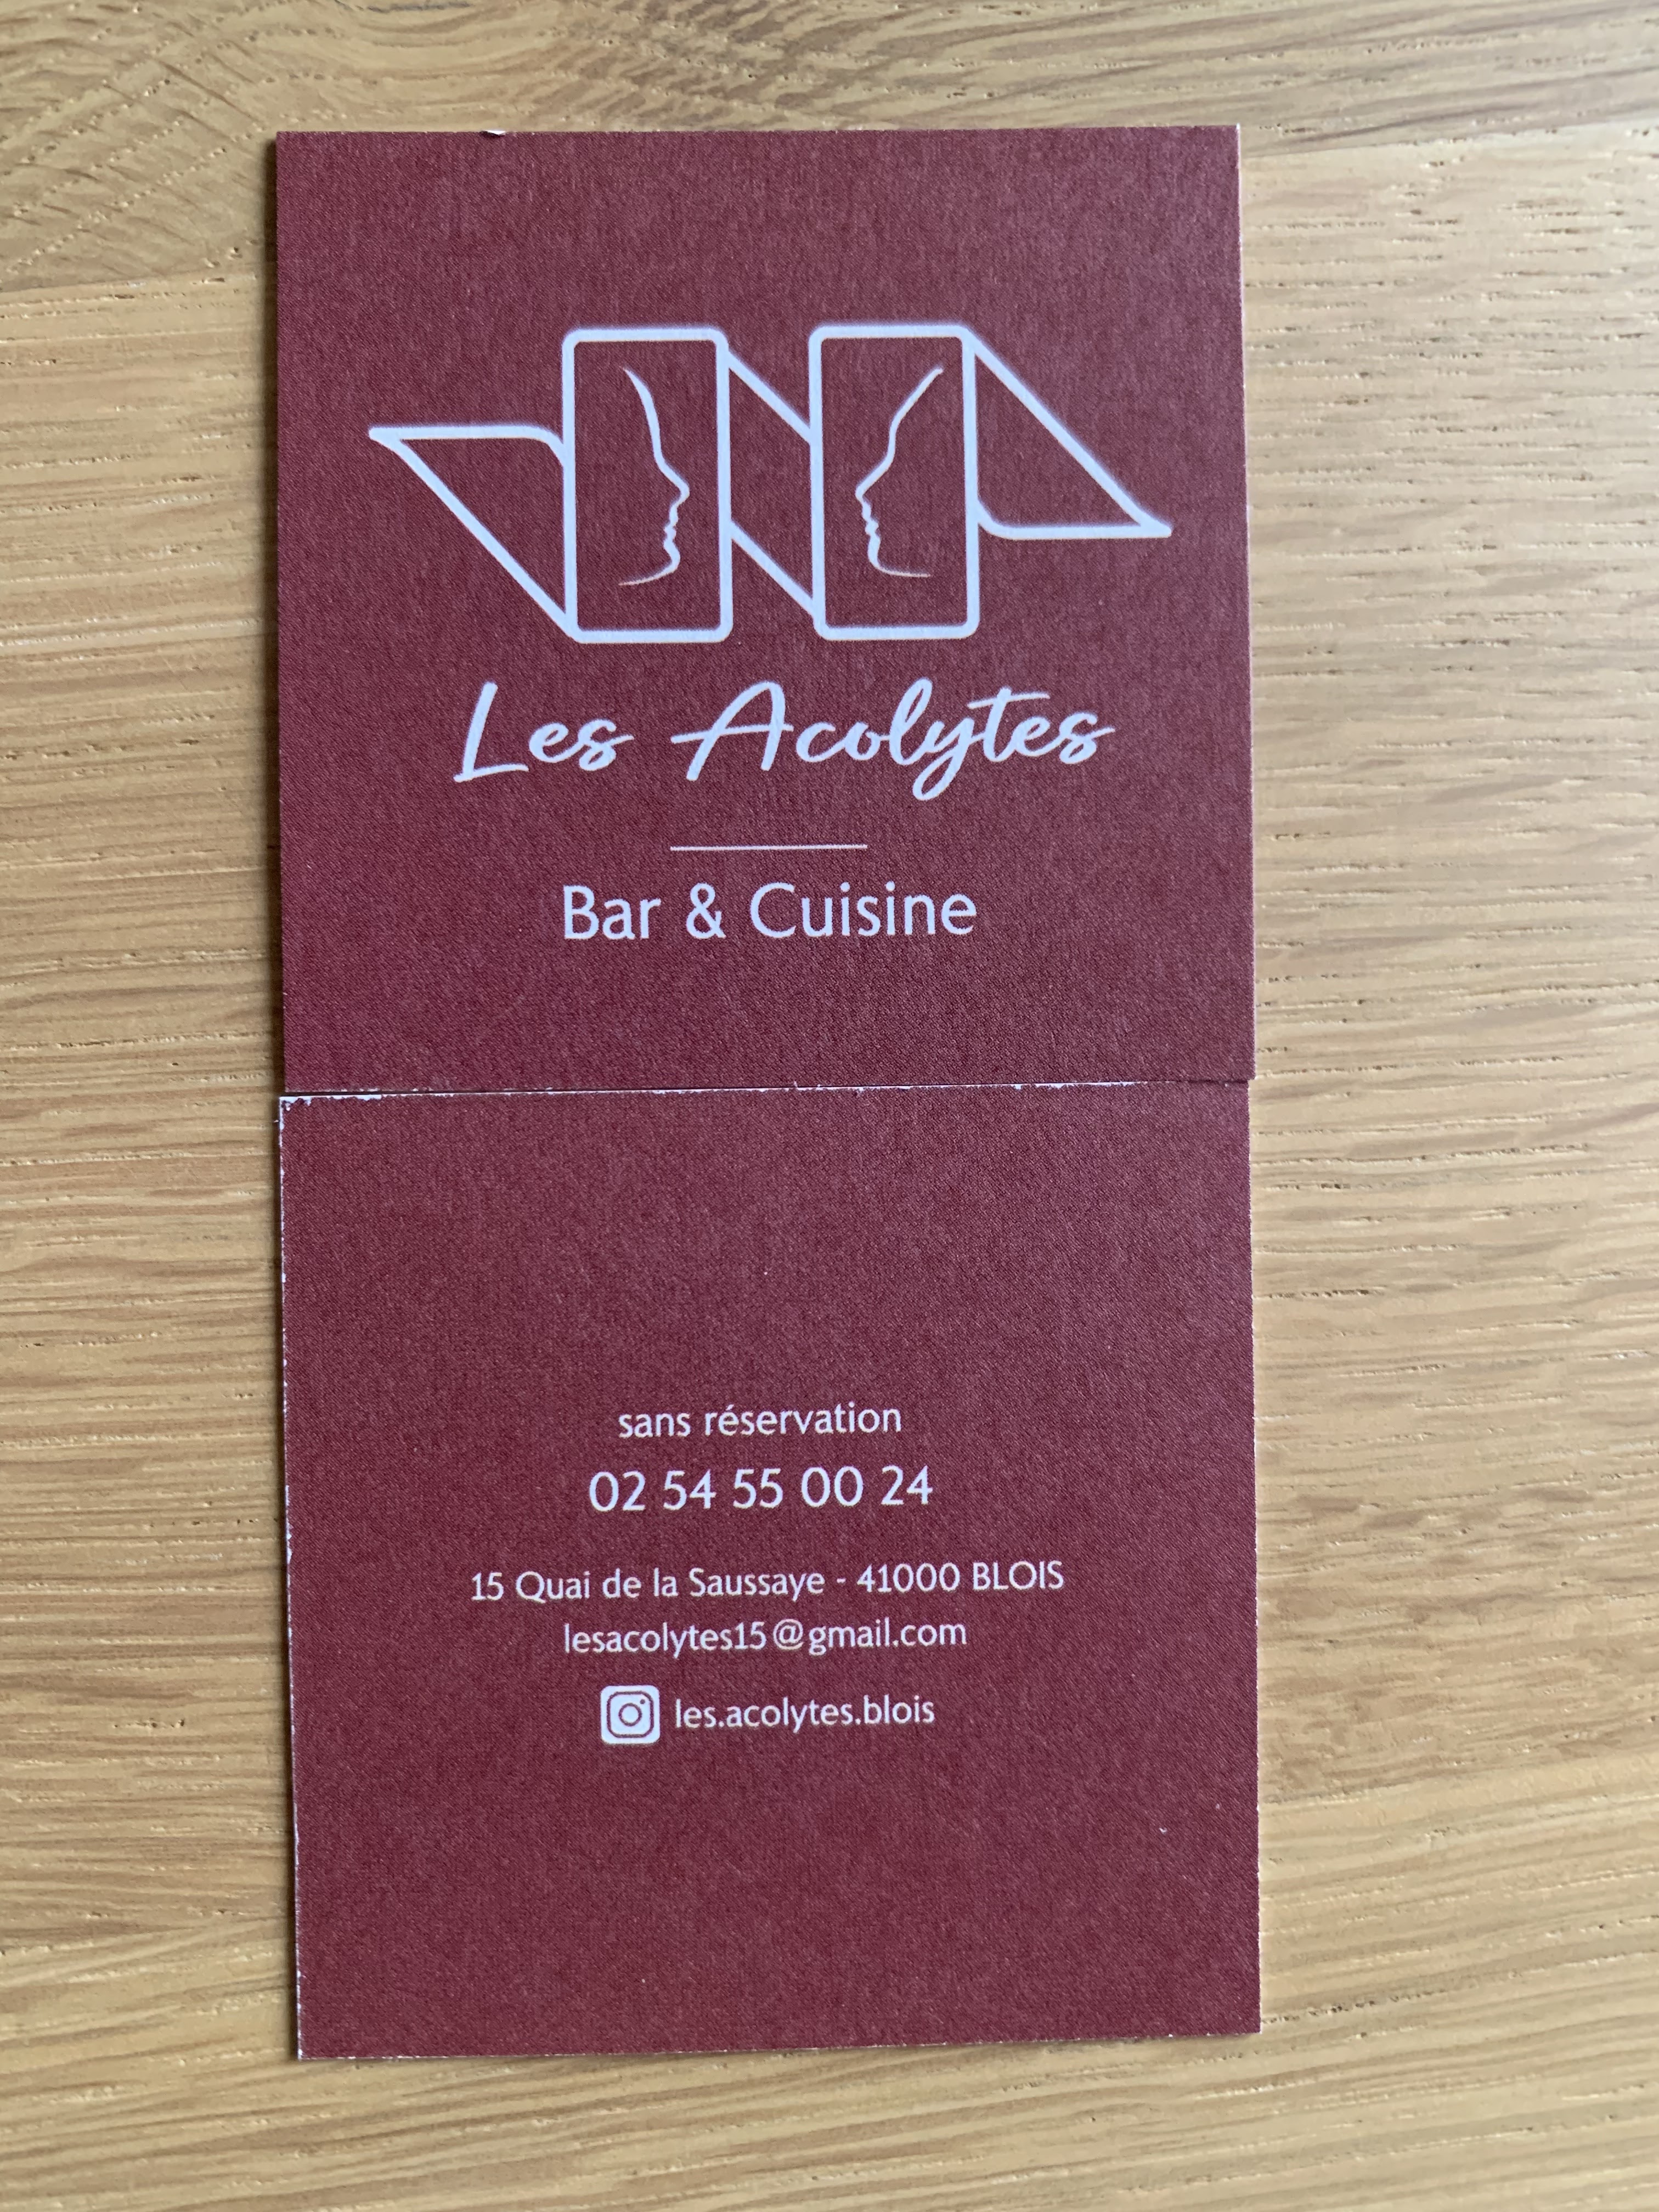 Les Acolytes
Bar & Cuisine
sans réservation
02 54 55 00 24
15 Quai de la Saussaye - 41000 BLOIS
lesacolytes15@gmail.com
les.acolytes.blois